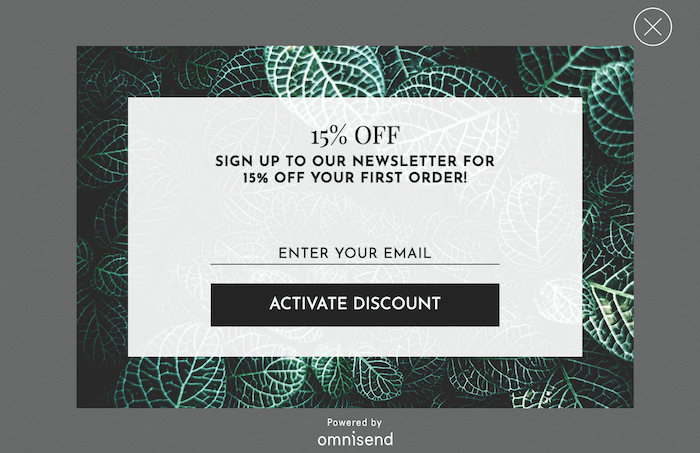 15% OFF
SIGN UP TO OUR NEWSLETTER FOR
15% OFF YOUR FIRST ORDER!
ENTER YOUR EMAIL
ACTIVATE DISCOUNT
Powered by
omnisend